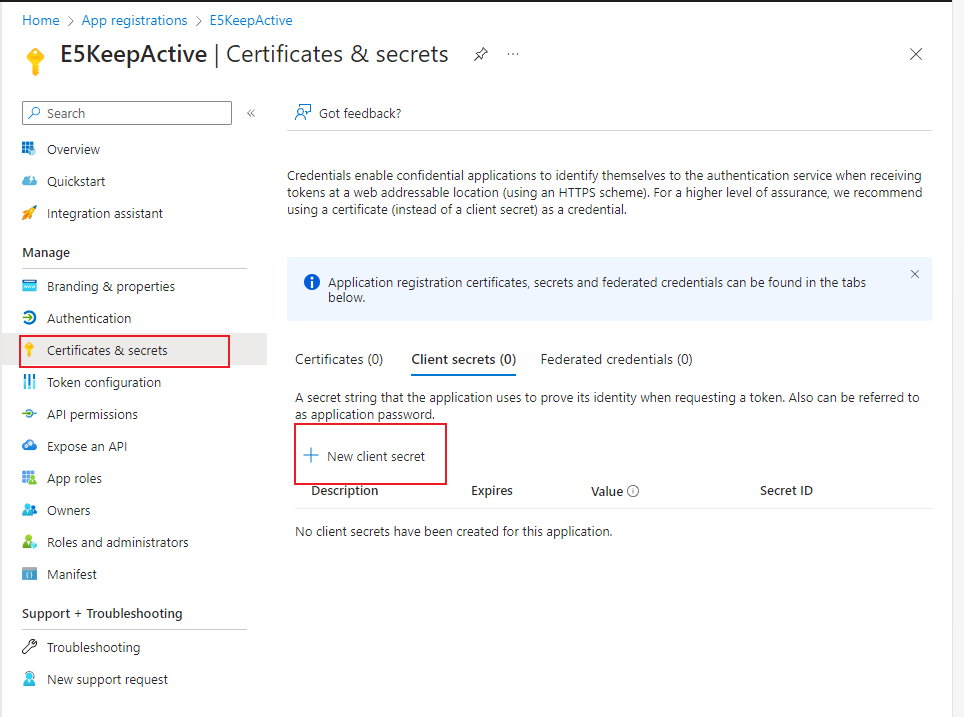 Home > App registrations > E5KeepActive
E5KeepActive | Certificates & secrets
Search
Got feedback?
Overview
Quickstart
Integration assistant
Manage
Branding & properties
Authentication
Certificates & secrets
Token configuration
API permissions
Expose an API
App roles
Owners
Roles and administrators
Manifest
Support + Troubleshooting
Troubleshooting
New support request
Credentials enable confidential applications to identify themselves to the authentication service when receiving
tokens at a web addressable location (using an HTTPS scheme). For a higher level of assurance, we recommend
using a certificate (instead of a client secret) as a credential.
Application registration certificates, secrets and federated credentials can be found in the tabs
below.
Certificates (0) Client secrets (0) Federated credentials (0)
A secret string that the application uses to prove its identity when requesting a token. Also can be referred to
as application password.
New client secret
Description Expires Value Secret ID
No client secrets have been created for this application.